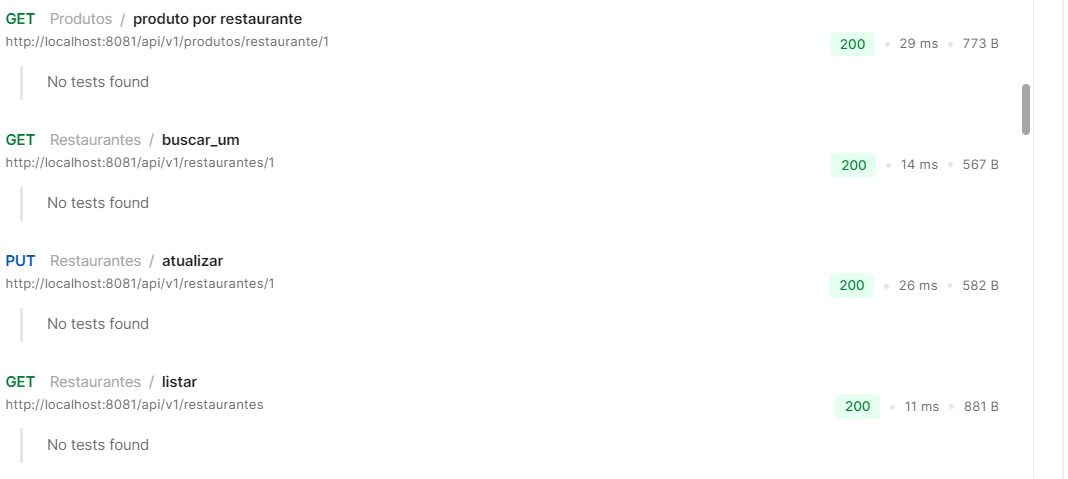 GET Produtos / produto por restaurante
http://localhost:8081/api/v1/produtos/restaurante/1
200 • 29 ms • 773 B
No tests found
GET Restaurantes / buscar_um
http://localhost:8081/api/v1/restaurantes/1
200 • 14 ms • 567 B
No tests found
PUT Restaurantes / atualizar
http://localhost:8081/api/v1/restaurantes/1
200 • 26 ms • 582 B
No tests found
GET Restaurantes / listar
http://localhost:8081/api/v1/restaurantes
200 • 11 ms • 881 B
No tests found